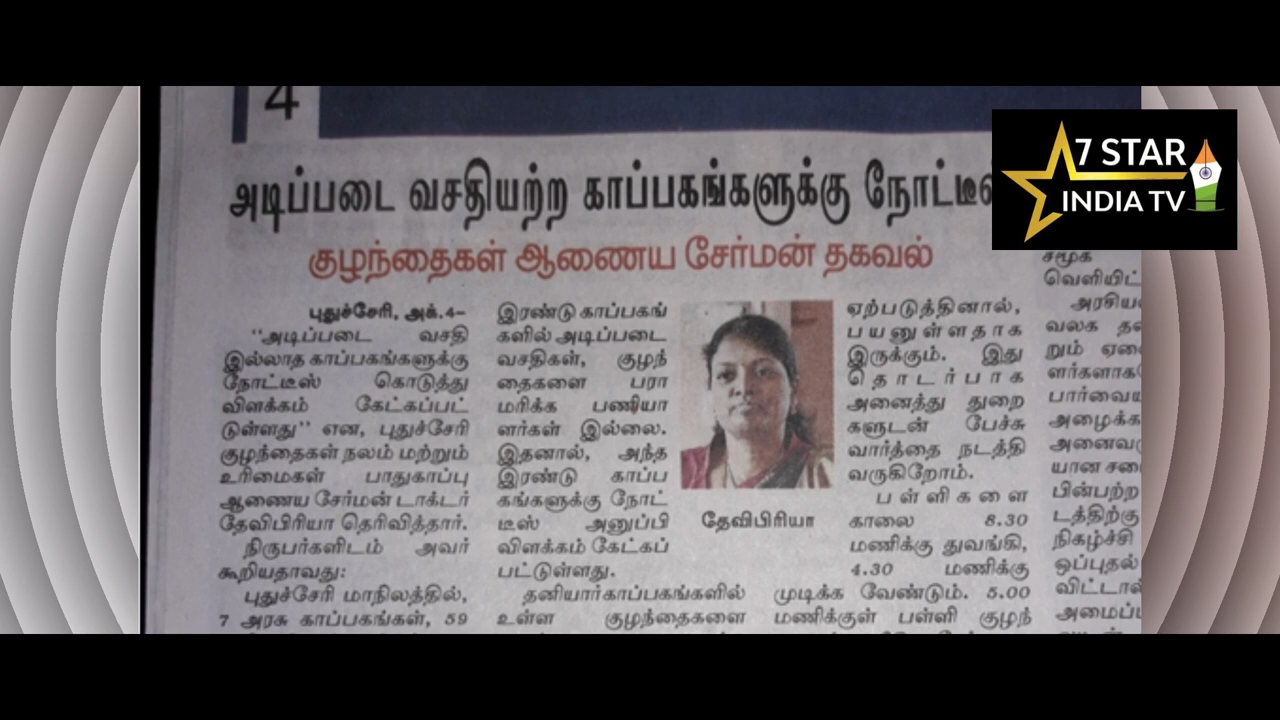 4
அடிப்படை வசதியற்ற காப்பகங்களுக்கு
குழந்தைகள் ஆணைய சேர்மன் தகவல்
புதுச்சேரி, அக்.4–
''அடிப்படை வசதி
இல்லாத காப்பகங்களுக்கு
நோட்டீஸ் கொடுத்து
விளக்கம் கேட்கப்பட்
டுள்ளது'' என, புதுச்சேரி
குழந்தைகள் நலம் மற்றும்
உரிமைகள் பாதுகாப்பு
ஆணைய சேர்மன் டாக்டர்
தேவிபிரியா தெரிவித்தார்.
நிருபர்களிடம் அவர்
கூறியதாவது:
புதுச்சேரி மாநிலத்தில்,
7 அரசு காப்பகங்கள், 59
இரண்டு காப்பகங்
களில் அடிப்படை
வசதிகள், குழந்
தைகளை பரா
மரிக்க பணியா
ளர்கள் இல்லை.
இதனால், அந்த
இரண்டு காப்ப
கங்களுக்கு நோட்
டீஸ் அனுப்பி
விளக்கம் கேட்கப்
பட்டுள்ளது.
தனியார்காப்பகங்களில்
உள்ள குழந்தைகளை
தேவிபிரியா
ஏற்படுத்தினால்,
பயனுள்ளதாக
இருக்கும். இது
தொடர்பாக
அனைத்து துறை
களுடன் பேச்சு
வார்த்தை நடத்தி
வருகிறோம்.
பள்ளிகளை
காலை 8.30
மணிக்கு துவங்கி,
4.30 மணிக்கு
முடிக்க வேண்டும். 5.00
மணிக்குள் பள்ளி குழந்
சமூக
வெளியிட்
வலக
றும்
பார்வை
பின்பற்ற
டத்திற்கு
நிகழ்ச்சி
ஒப்புதல்
7 STAR
INDIA TV